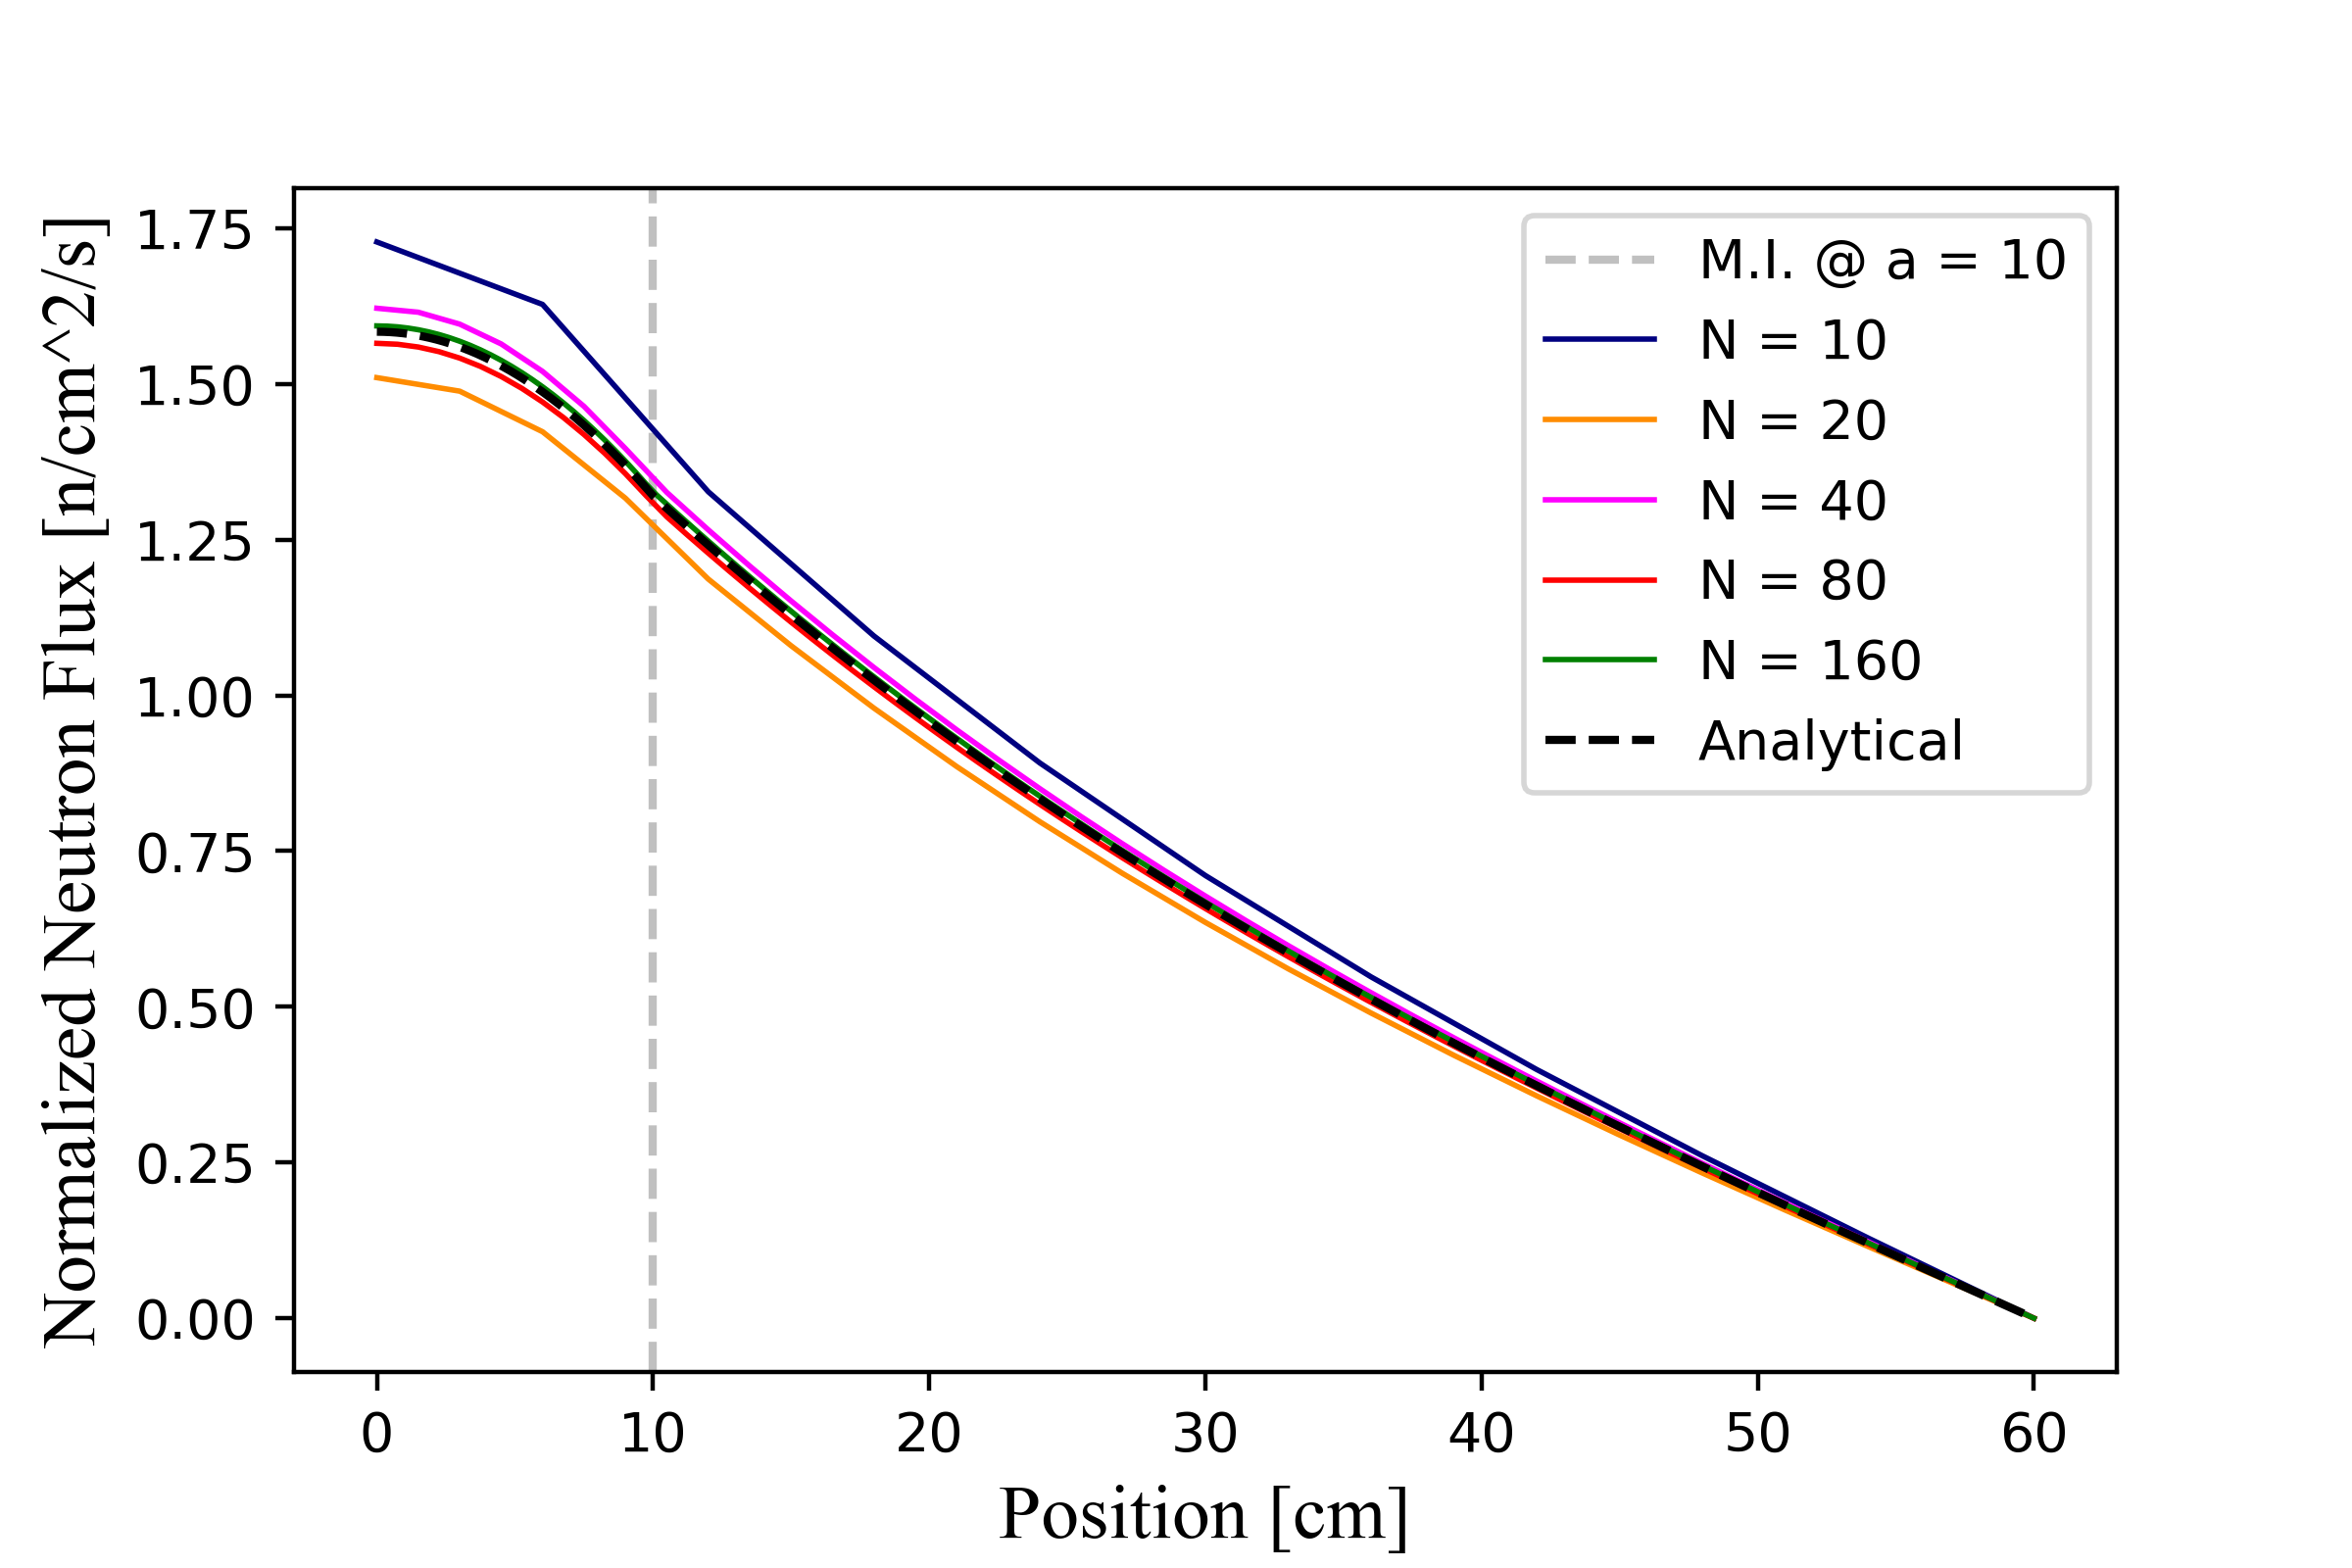 Normalized Neutron Flux [n/cm^2/s]
1.75
1.50
1.25
1.00
0.75
0.50
0.25
0.00
M.I. @ a = 10
N = 10
N = 20
N = 40
N = 80
N = 160
Analytical
0 10 20 30 40 50 60
Position [cm]